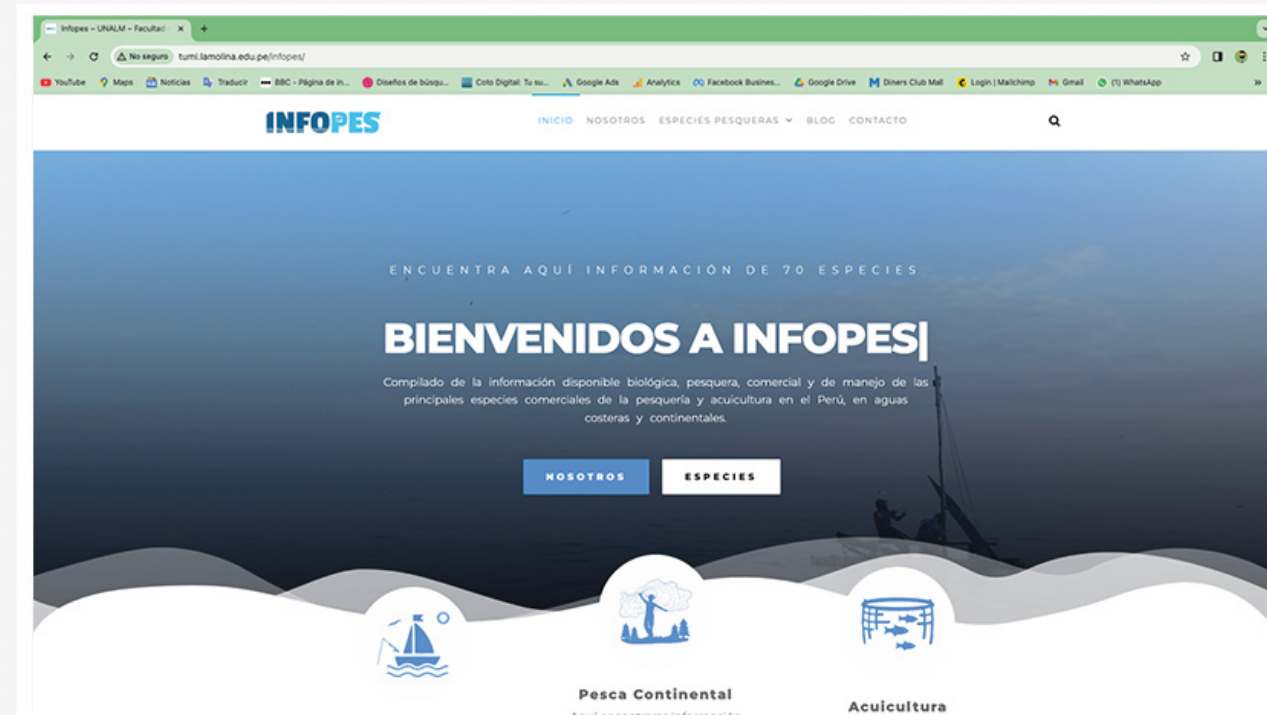 Infopes – UNALM – Facultad
No seguro tumi.lamolina.edu.pe/infopes/
YouTube Maps Noticias Traducir BBC - Página de in... Diseños de búsqu... Coto Digital: Tu su... Google Ads Analytics Facebook Busines... Google Drive Diners Club Mall Login | Mailchimp Gmail (1) WhatsApp
INFOPES INICIO NOSOTROS ESPECIES PESQUERAS BLOG CONTACTO
ENCUENTRA AQUÍ INFORMACIÓN DE 70 ESPECIES
BIENVENIDOS A INFOPES|
Compilado de la información disponible biológica, pesquera, comercial y de manejo de las
principales especies comerciales de la pesquería y acuicultura en el Perú, en aguas
costeras y continentales.
NOSOTROS ESPECIES
Pesca Continental
Acuicultura